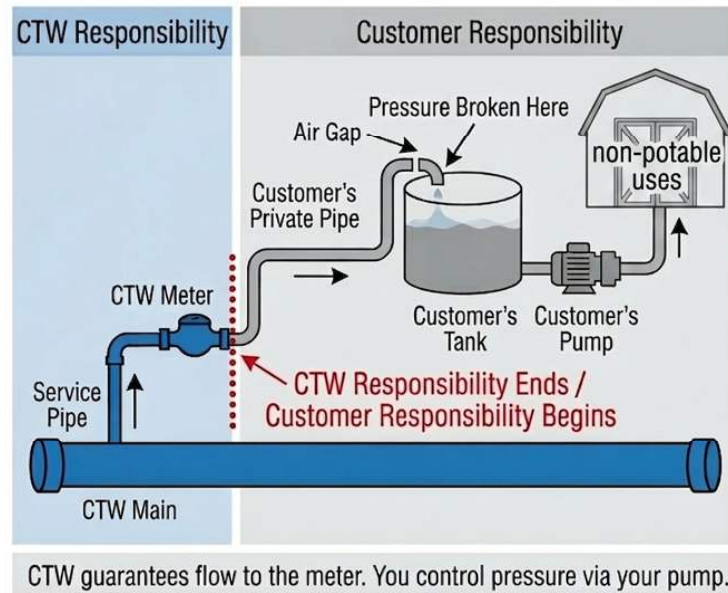 CTW Responsibility
Customer Responsibility
Pressure Broken Here
Air Gap
non-potable
uses
Customer's
Private Pipe
CTW Meter
Customer's
Tank
Customer's
Pump
Service
Pipe
CTW Responsibility Ends /
Customer Responsibility Begins
CTW Main
CTW guarantees flow to the meter. You control pressure via your pump.